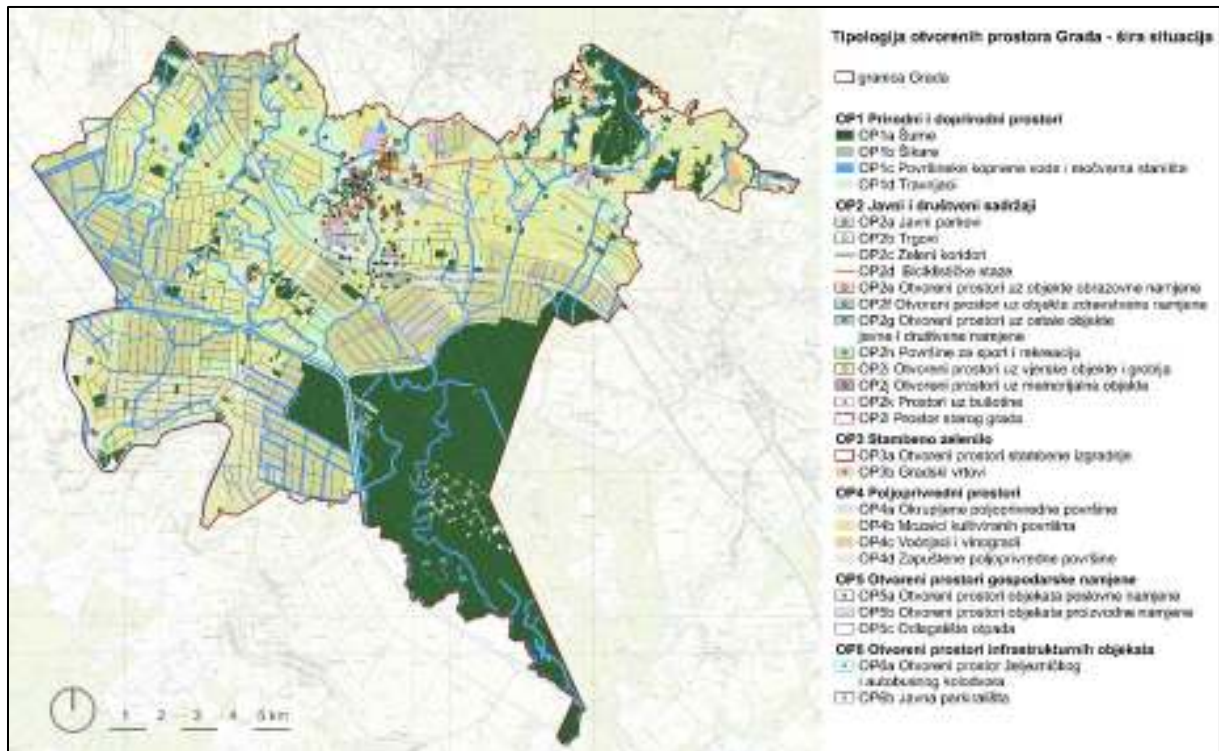 Tipologija otvorenih prostora Grada - šira situacija
granica Grada
OP1 Prirodni i doprirodni prostori
OP1a Šume
OP1b Šikare
OP1c Površinske kopnene vode i močvarna staništa
OP1d Travnjaci
OP2 Javni i društveni sadržaji
OP2a Javni parkovi
OP2b Trgovi
OP2c Zeleni koridori
OP2d Biciklističke staze
OP2e Otvoreni prostori uz objekte obrazovne namjene
OP2f Otvoreni prostori uz objekte zdravstvene namjene
OP2g Otvoreni prostori uz ostale objekte
javne i društvene namjene
OP2h Površine za sport i rekreaciju
OP2i Otvoreni prostori uz vjerske objekte i groblja
OP2j Otvoreni prostori uz memorijalne objekte
OP2k Prostori uz bušotine
OP2l Prostor starog grada
OP3 Stambeno zelenilo
OP3a Otvoreni prostori stambene izgradnje
OP3b Gradski vrtovi
OP4 Poljoprivredni prostori
OP4a Okrupnjene poljoprivredne površine
OP4b Mozaici kultiviranih površina
OP4c Voćnjaci i vinogradi
OP4d Zapuštene poljoprivredne površine
OP5 Otvoreni prostori gospodarske namjene
OP5a Otvoreni prostori objekata poslovne namjene
OP5b Otvoreni prostori objekata proizvodne namjene
OP5c Odlagalište otpada
OP6 Otvoreni prostori infrastrukturnih objekata
OP6a Otvoreni prostor željezničkog
i autobusnog kolodvora
OP6b Javna parkirališta
1 2 3 4 5 km